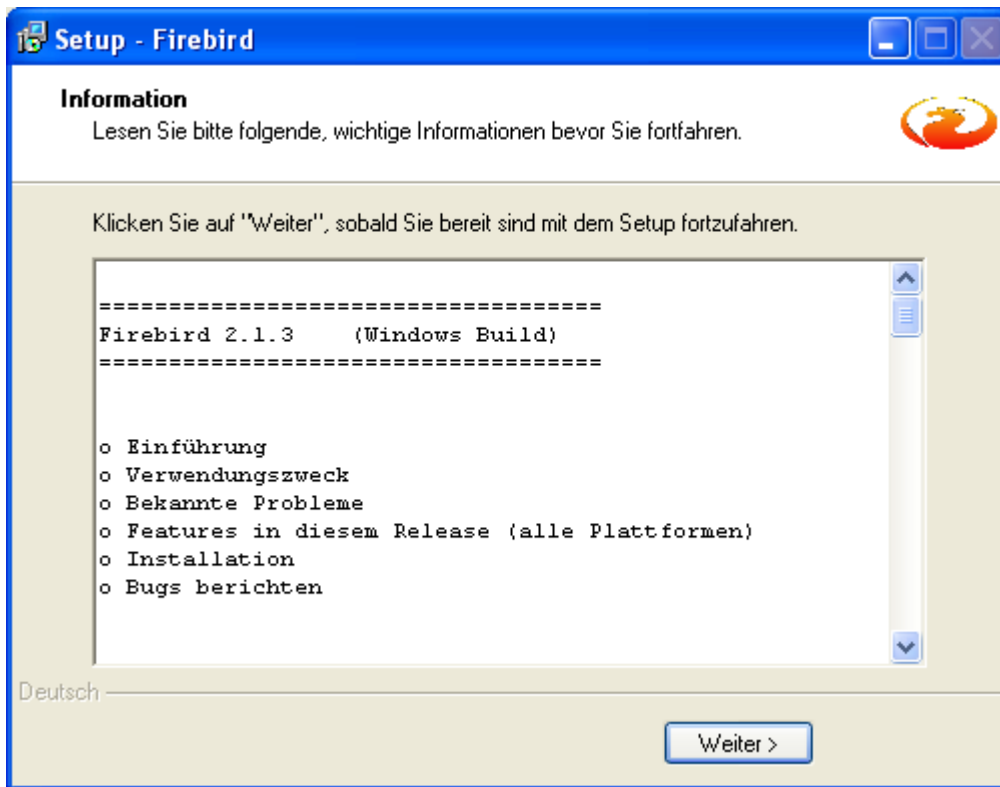 Setup - Firebird
Information
Lesen Sie bitte folgende, wichtige Informationen bevor Sie fortfahren.
Klicken Sie auf "Weiter", sobald Sie bereit sind mit dem Setup fortzufahren.
====================================
Firebird 2.1.3    (Windows Build)
====================================
o Einführung
o Verwendungszweck
o Bekannte Probleme
o Features in diesem Release (alle Plattformen)
o Installation
o Bugs berichten
Deutsch
Weiter >